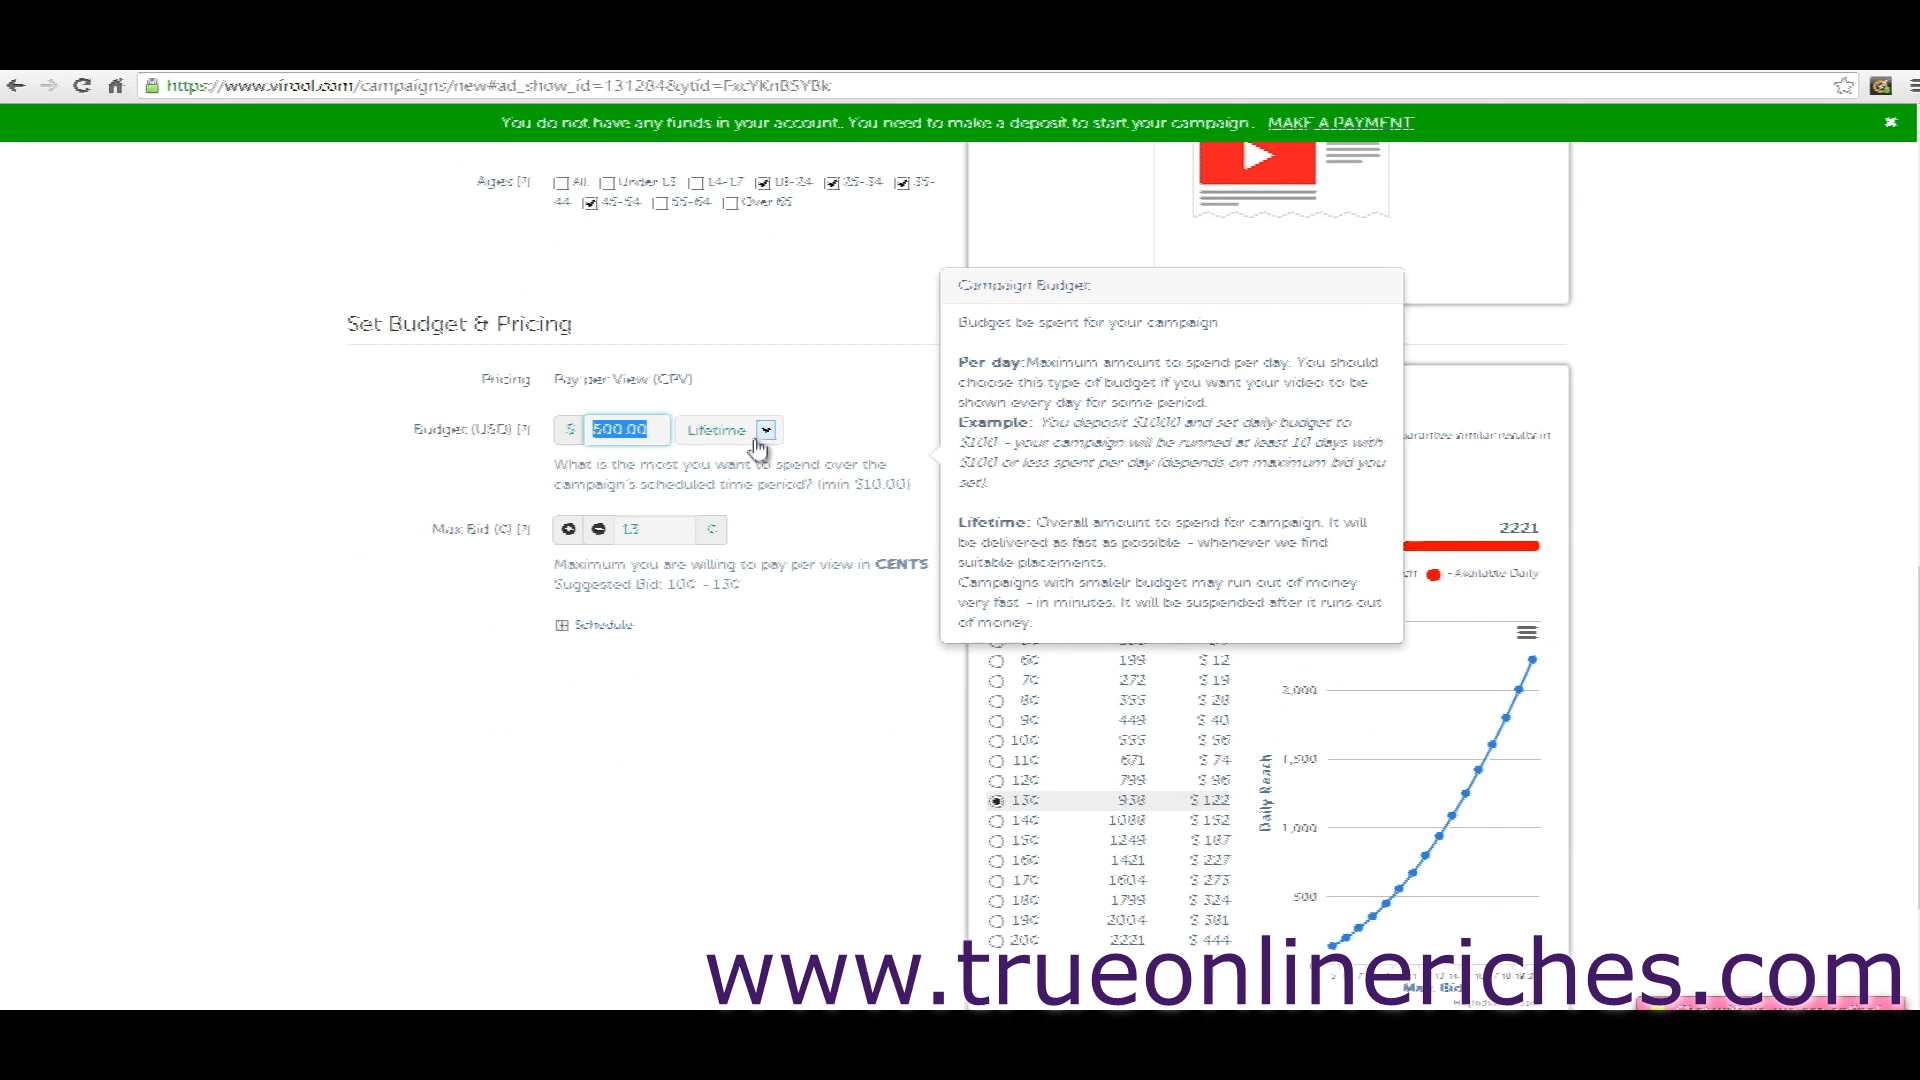 https://www.virool.com/campaigns/new#ad_show_id=131284&ytid=FxcYKnB5YBk
You do not have any funds in your account. You need to make a deposit to start your campaign. MAKE A PAYMENT
Ages [?] All Under 13 14-17 18-24 25-34 35-
44 45-54 55-64 Over 65
Set Budget & Pricing
Pricing Pay per View (CPV)
Budget (USD) [?] $ 500.00 Lifetime
What is the most you want to spend over the
campaign's scheduled time period? (min $10.00)
Max Bid (¢) [?] 13 ¢
Maximum you are willing to pay per view in CENTS
Suggested Bid: 10¢ - 13¢
Schedule
Campaign Budget
Budget be spent for your campaign
Per day: Maximum amount to spend per day. You should
choose this type of budget if you want your video to be
shown every day for some period.
Example: You deposit $1000 and set daily budget to
$100 - your campaign will be runned at least 10 days with
$100 or less spent per day (depends on maximum bid you
set).
Lifetime: Overall amount to spend for campaign. It will
be delivered as fast as possible - whenever we find
suitable placements.
Campaigns with smalelr budget may run out of money
very fast - in minutes. It will be suspended after it runs out
of money.
similar results in
2221
- Available Daily
6¢ 199 $ 12
7¢ 272 $ 19
8¢ 355 $ 28
9¢ 449 $ 40
10¢ 555 $ 56
11¢ 671 $ 74
12¢ 799 $ 96
13¢ 938 $ 122
14¢ 1088 $ 152
15¢ 1249 $ 187
16¢ 1421 $ 227
17¢ 1604 $ 273
18¢ 1799 $ 324
19¢ 2004 $ 381
20¢ 2221 $ 444
Daily Reach
2,000
1,500
1,000
500
Max. Bid
www.trueonlineriches.com